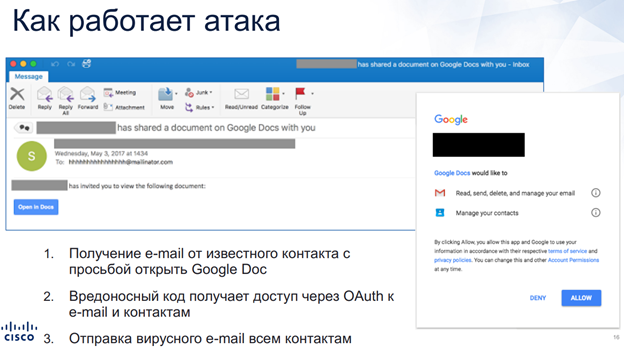 Как работает атака
has shared a document on Google Docs with you - Inbox
Message
Delete
Reply
Reply All
Forward
Meeting
Attachment
Move
Junk
Rules
Read/Unread
Categorize
Follow Up
has shared a document on Google Docs with you
S
Wednesday, May 3, 2017 at 14:34
To: hhhhhhhhhhhhhhhh@mailinator.com
has invited you to view the following document:
Open in Docs
Google
Google Docs would like to
Read, send, delete, and manage your email
Manage your contacts
By clicking Allow, you allow this app and Google to use your
information in accordance with their respective terms of service and
privacy policies. You can change this and other Account Permissions
at any time.
DENY
ALLOW
1. Получение e-mail от известного контакта с
просьбой открыть Google Doc
2. Вредоносный код получает доступ через OAuth к
e-mail и контактам
3. Отправка вирусного e-mail всем контактам
CISCO
16